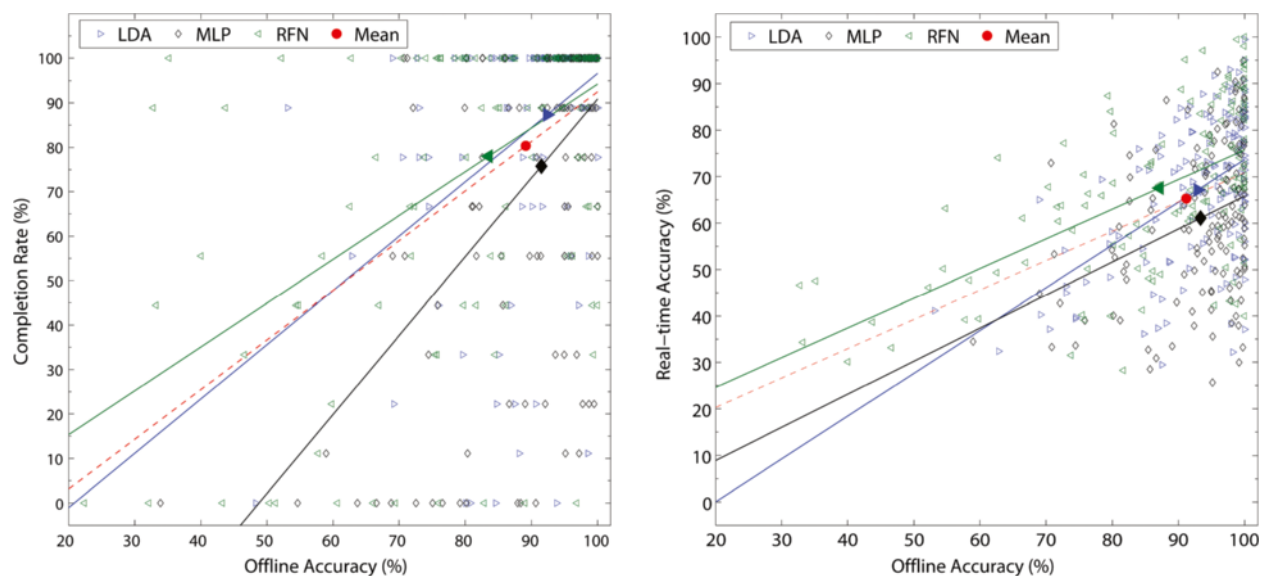 LDA MLP RFN Mean
Completion Rate (%)
100
90
80
70
60
50
40
30
20
10
0
20 30 40 50 60 70 80 90 100
Offline Accuracy (%)
LDA MLP RFN Mean
Real-time Accuracy (%)
100
90
80
70
60
50
40
30
20
10
0
20 30 40 50 60 70 80 90 100
Offline Accuracy (%)